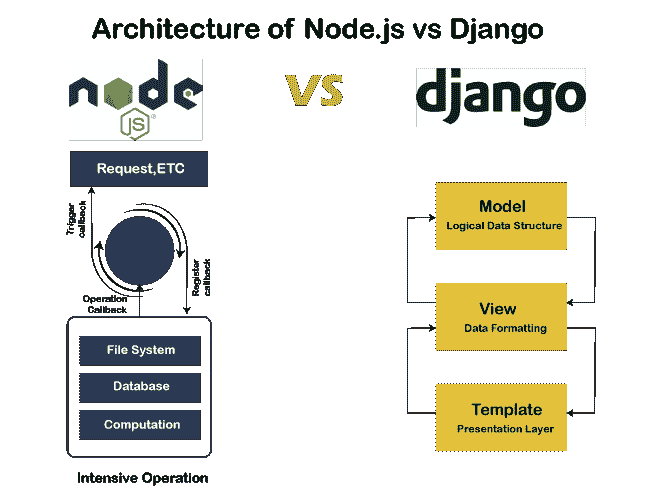 Architecture of Node.js vs Django
node
JS
VS
django
Request,ETC
Trigger
callback
Register
callback
Operation
Callback
File System
Database
Computation
Intensive Operation
Model
Logical Data Structure
View
Data Formatting
Template
Presentation Layer